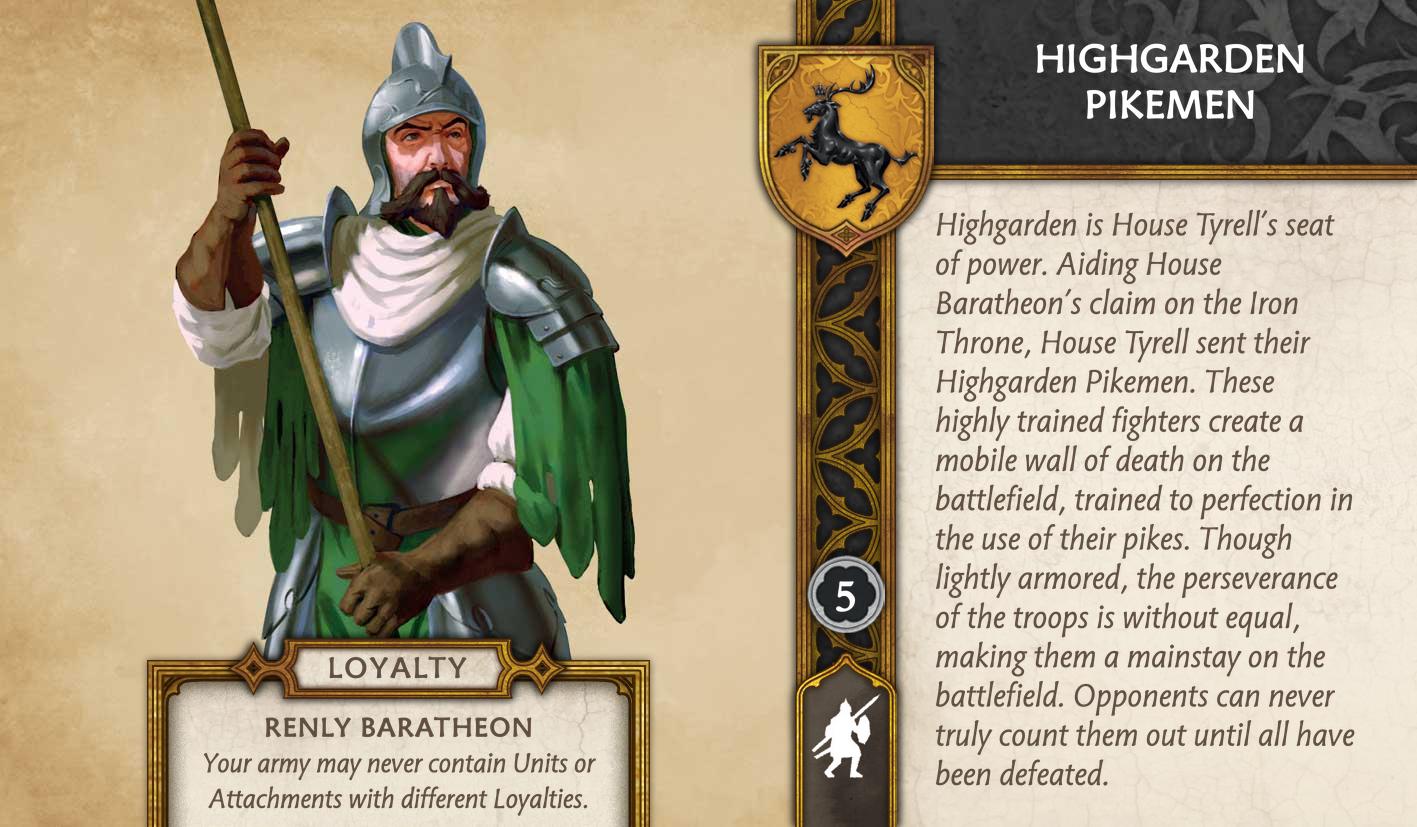 HIGHGARDEN
PIKEMEN
Highgarden is House Tyrell's seat
of power. Aiding House
Baratheon's claim on the Iron
Throne, House Tyrell sent their
Highgarden Pikemen. These
highly trained fighters create a
mobile wall of death on the
battlefield, trained to perfection in
the use of their pikes. Though
lightly armored, the perseverance
of the troops is without equal,
making them a mainstay on the
battlefield. Opponents can never
truly count them out until all have
been defeated.
5
LOYALTY
RENLY BARATHEON
Your army may never contain Units or
Attachments with different Loyalties.